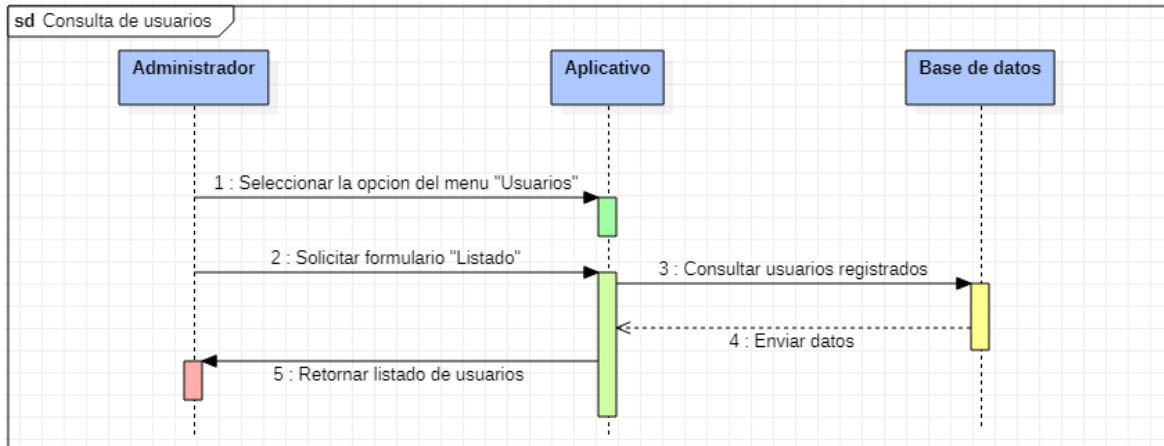 sd Consulta de usuarios
Administrador
Aplicativo
Base de datos
1 : Seleccionar la opcion del menu "Usuarios"
2 : Solicitar formulario "Listado"
3 : Consultar usuarios registrados
4 : Enviar datos
5 : Retornar listado de usuarios